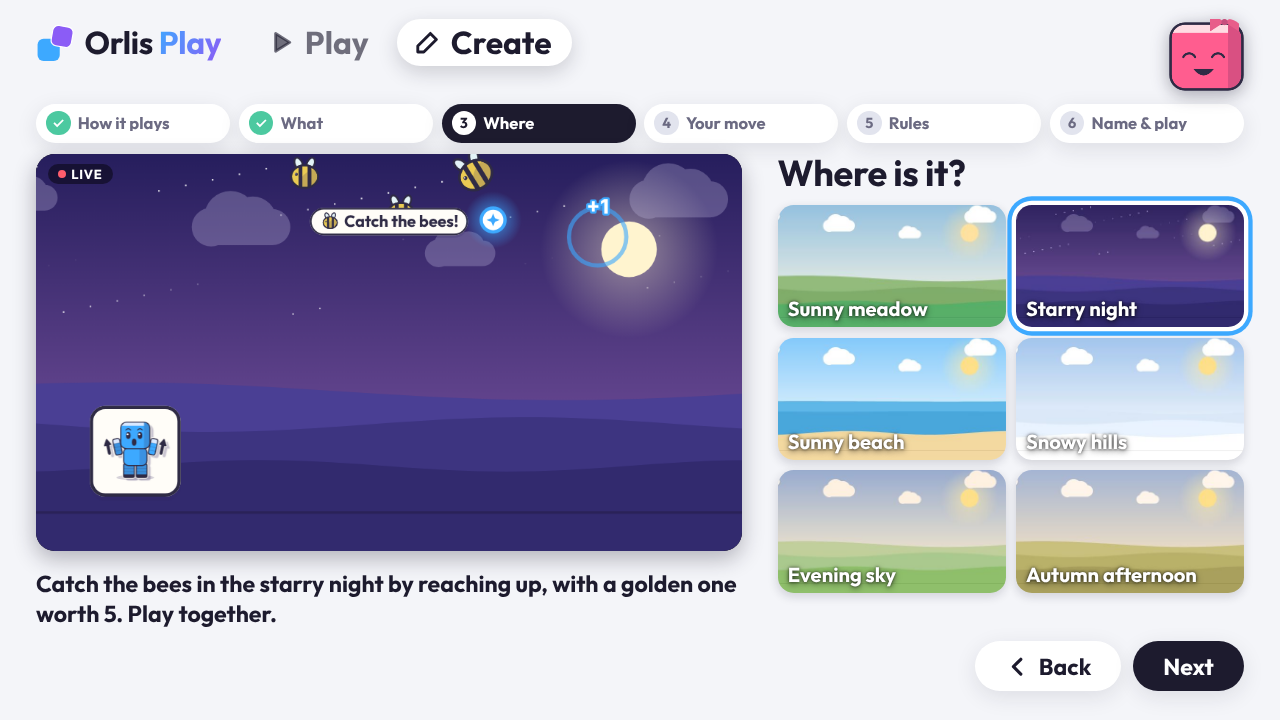 Orlis Play
Play
Create
How it plays
What
3 Where
4 Your move
5 Rules
6 Name & play
LIVE
Catch the bees!
+1
Catch the bees in the starry night by reaching up, with a golden one
worth 5. Play together.
Where is it?
Sunny meadow
Starry night
Sunny beach
Snowy hills
Evening sky
Autumn afternoon
Back
Next